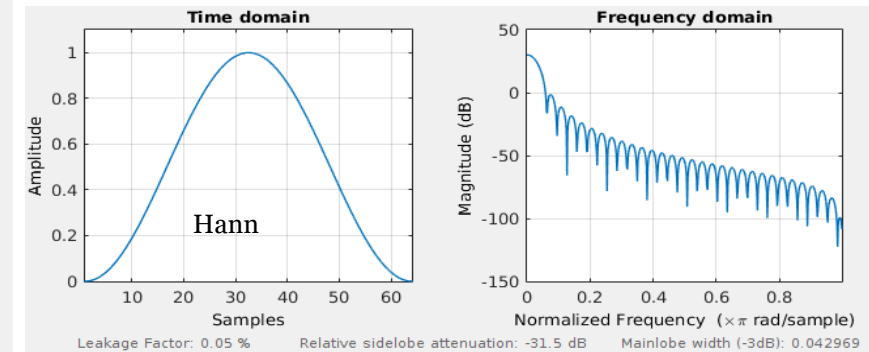 Time domain
1
0.8
0.6
0.4
0.2
0
Amplitude
Hann
10 20 30 40 50 60
Samples
Frequency domain
50
0
-50
-100
-150
Magnitude (dB)
0 0.2 0.4 0.6 0.8
Normalized Frequency (×π rad/sample)
Leakage Factor: 0.05 % Relative sidelobe attenuation: -31.5 dB Mainlobe width (-3dB): 0.042969